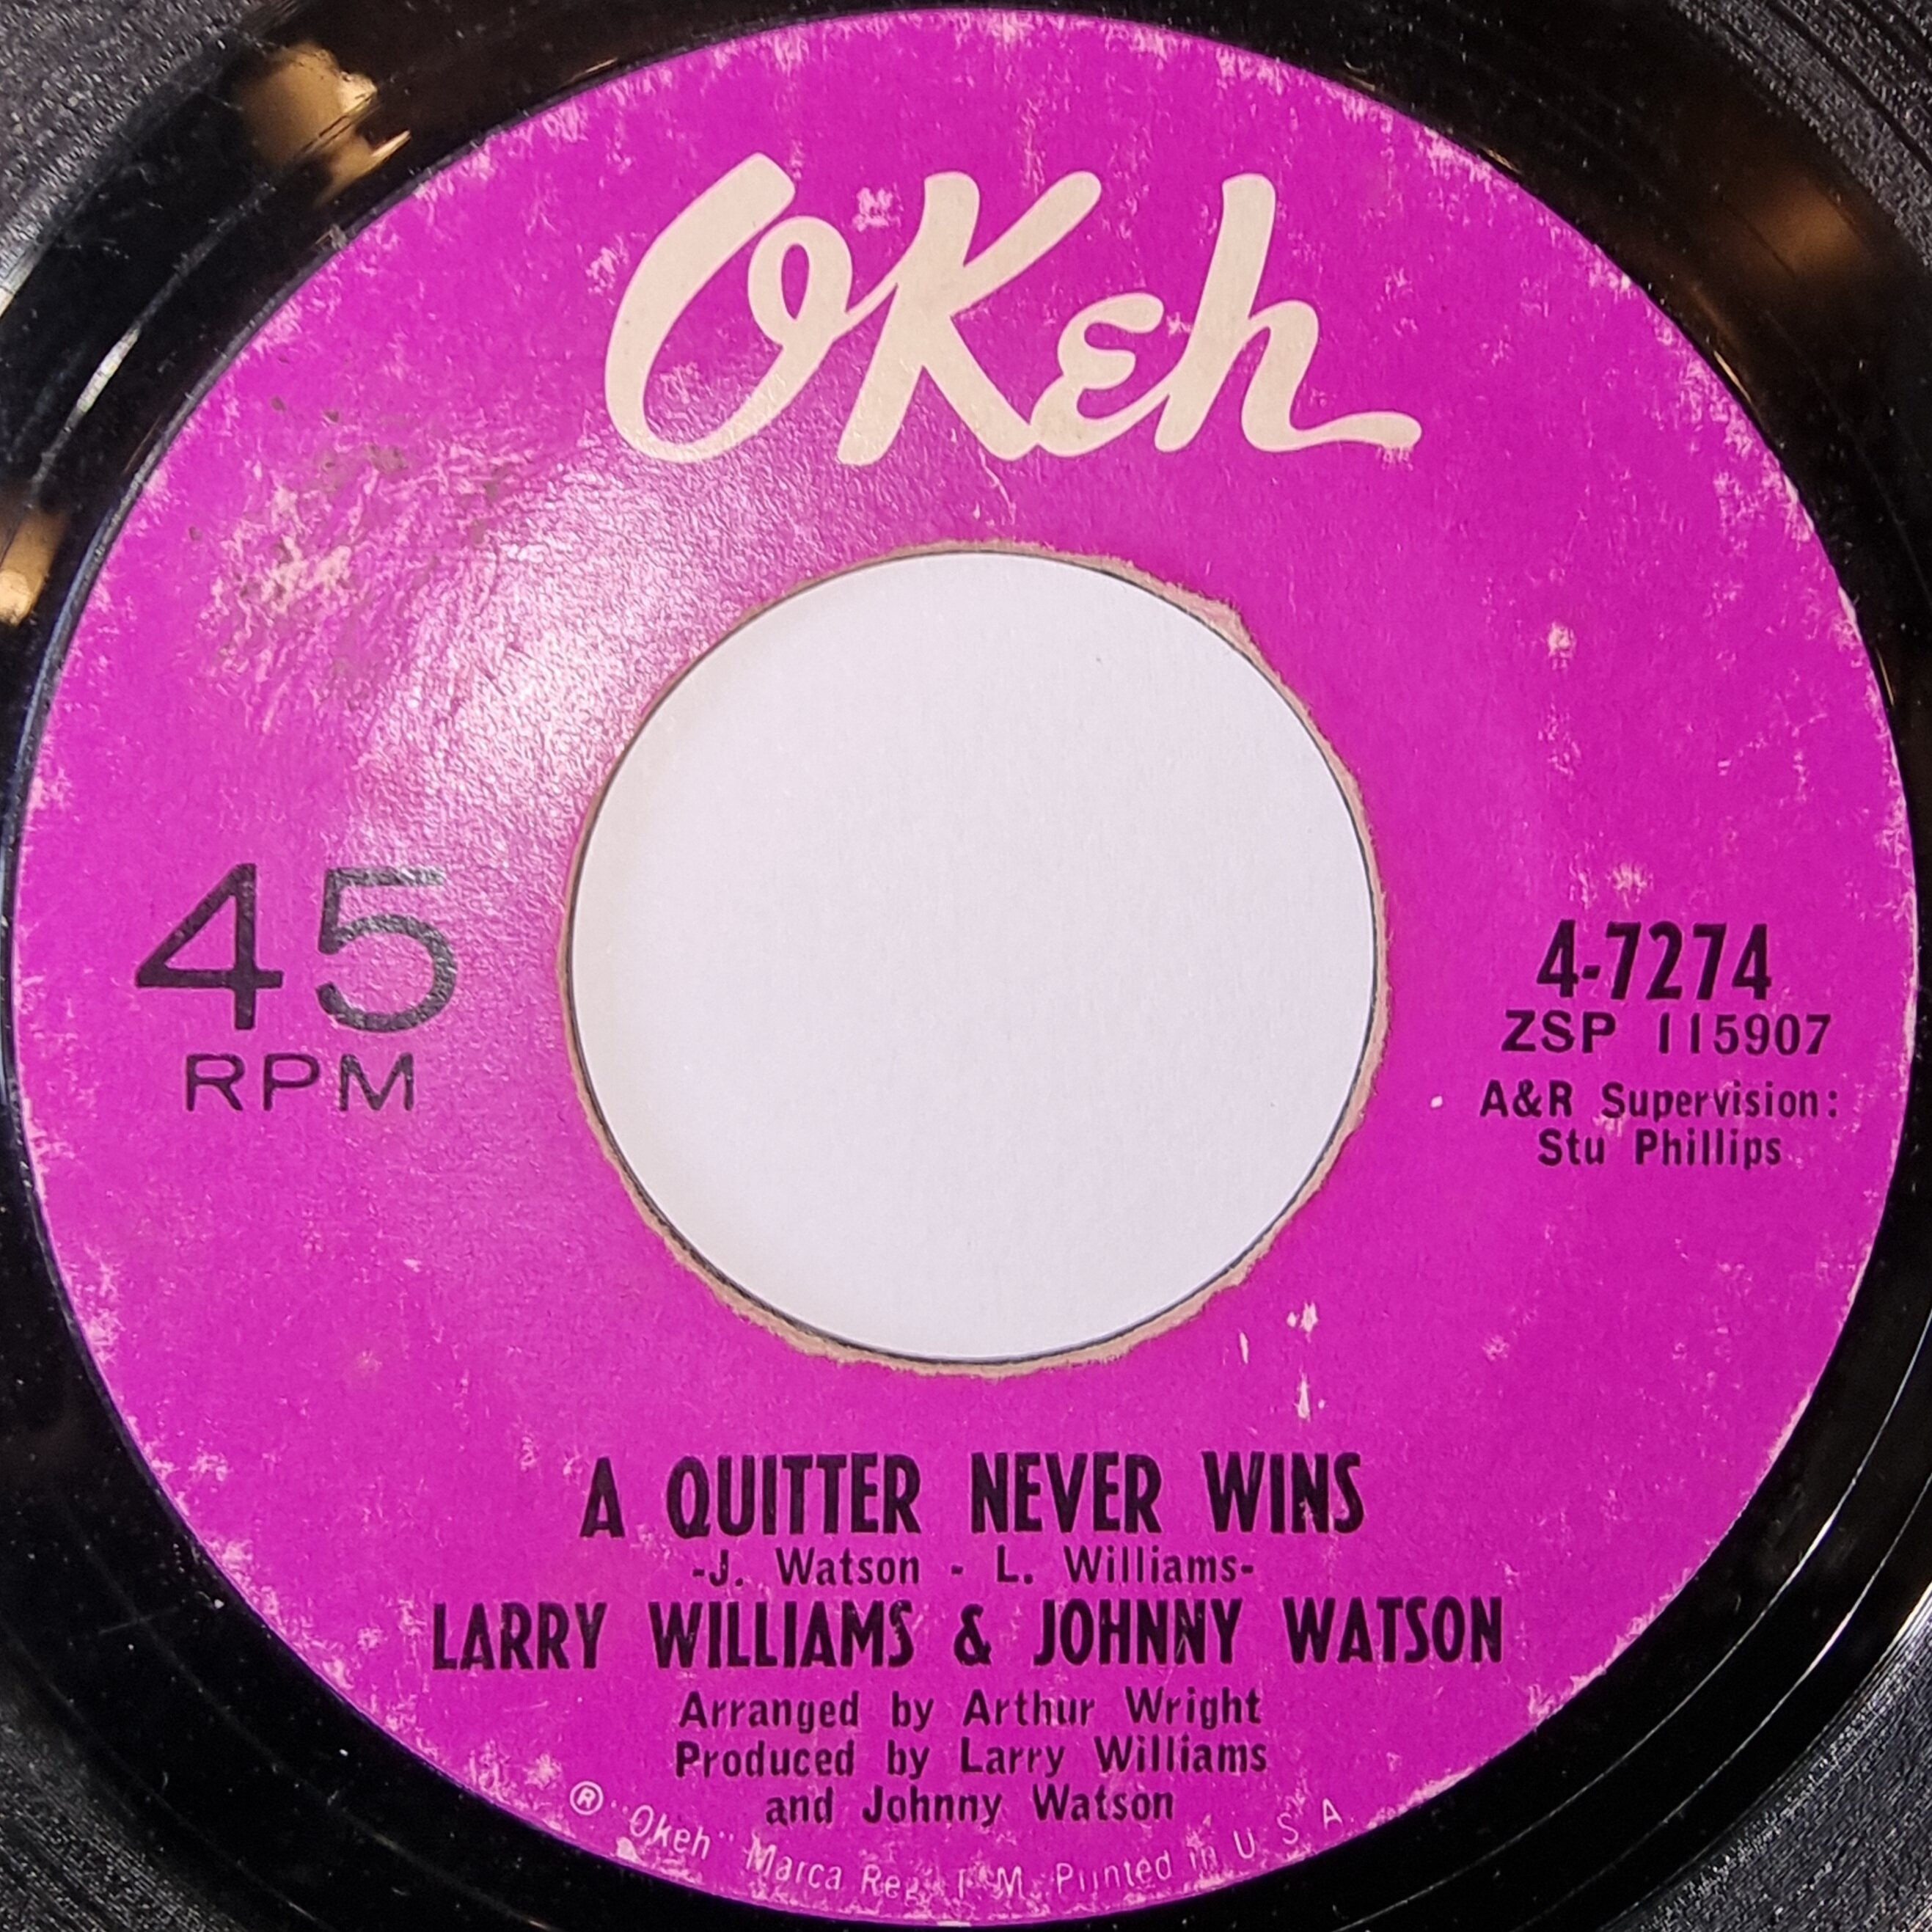 OKeh
45
RPM
4-7274
ZSP 115907
A&R Supervision:
Stu Phillips
A QUITTER NEVER WINS
-J. Watson - L. Williams-
LARRY WILLIAMS & JOHNNY WATSON
Arranged by Arthur Wright
Produced by Larry Williams
and Johnny Watson
® "Okeh" Marca Reg. T M Printed in U S A